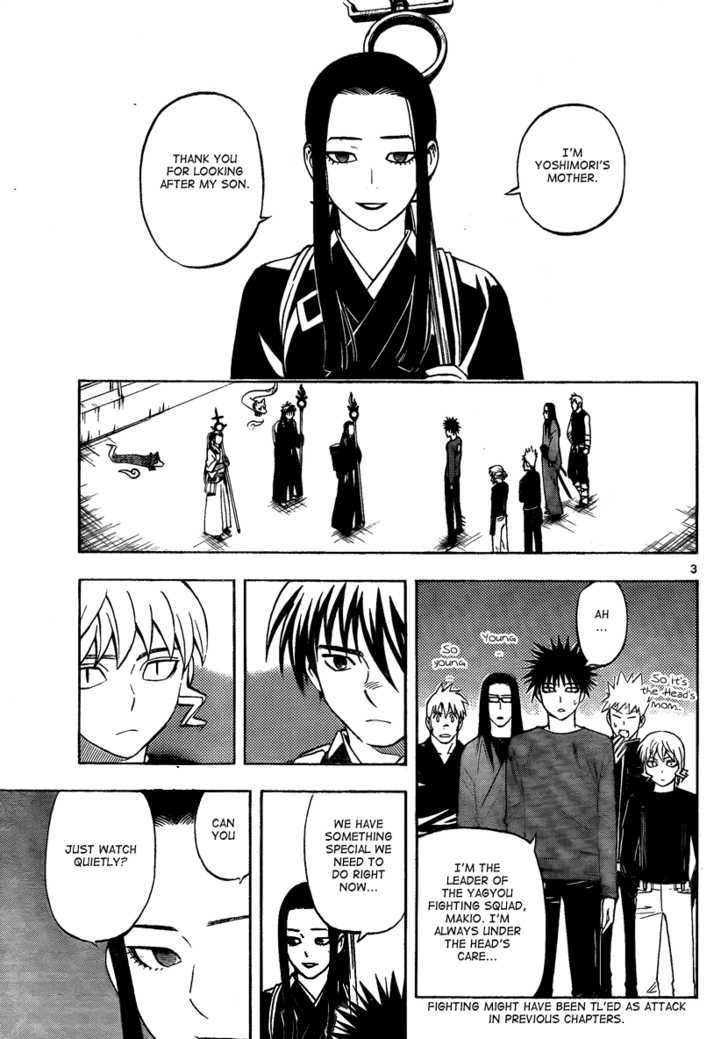 I'M
YOSHIMORI'S
MOTHER.
THANK YOU
FOR LOOKING
AFTER MY SON.
3
AH
...
So it's
the Head's
mom..
Young
..
So
young
..
I'M THE
LEADER OF
THE YAGYOU
FIGHTING SQUAD,
MAKIO. I'M
ALWAYS UNDER
THE HEAD'S
CARE...
FIGHTING MIGHT HAVE BEEN TL'ED AS ATTACK
IN PREVIOUS CHAPTERS.
WE HAVE
SOMETHING
SPECIAL WE
NEED TO
DO RIGHT
NOW...
CAN
YOU
JUST WATCH
QUIETLY?